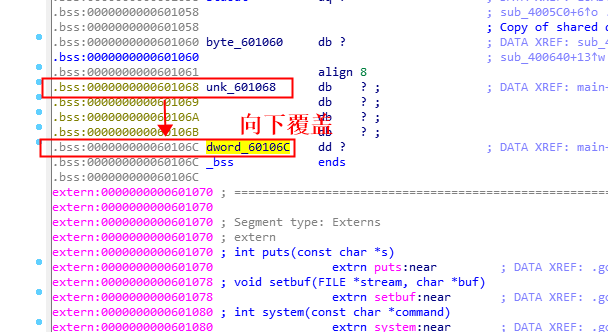 .bss:0000000000601058 ; sub_4005C0+6↑o .
.bss:0000000000601058 ; Copy of shared d
.bss:0000000000601060 byte_601060 db ? ; DATA XREF: sub_4
.bss:0000000000601060 ; sub_400640+13↑w
.bss:0000000000601061 align 8
.bss:0000000000601068 unk_601068 db ? ; ; DATA XREF: main-
.bss:0000000000601069 db ? ;
.bss:000000000060106A db ? ;
.bss:000000000060106B db ? ;
向下覆盖
.bss:000000000060106C dword_60106C dd ? ; DATA XREF: main-
.bss:000000000060106C _bss ends
.bss:000000000060106C
extern:0000000000601070 ; ===========================================================
extern:0000000000601070
extern:0000000000601070 ; Segment type: Externs
extern:0000000000601070 ; extern
extern:0000000000601070 ; int puts(const char *s)
extern:0000000000601070 extrn puts:near ; DATA XREF: .go
extern:0000000000601078 ; void setbuf(FILE *stream, char *buf)
extern:0000000000601078 extrn setbuf:near ; DATA XREF: .go
extern:0000000000601080 ; int system(const char *command)
extern:0000000000601080 extrn system:near ; DATA XREF: .go